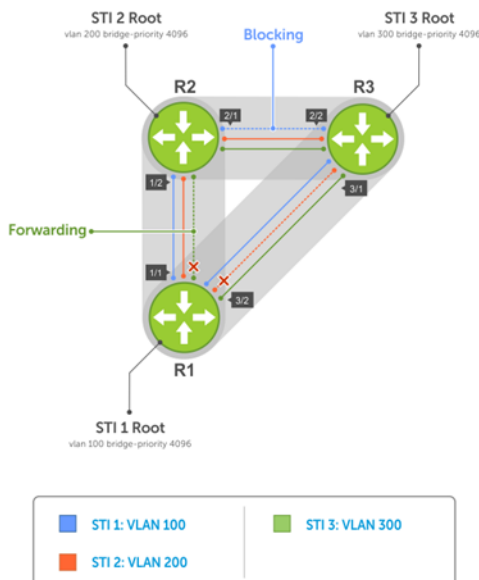 STI 2 Root
vlan 200 bridge-priority 4096
STI 3 Root
vlan 300 bridge-priority 4096
Blocking
R2
R3
2/1
2/2
1/2
3/1
Forwarding
1/1
3/2
R1
STI 1 Root
vlan 100 bridge-priority 4096
STI 1: VLAN 100
STI 3: VLAN 300
STI 2: VLAN 200